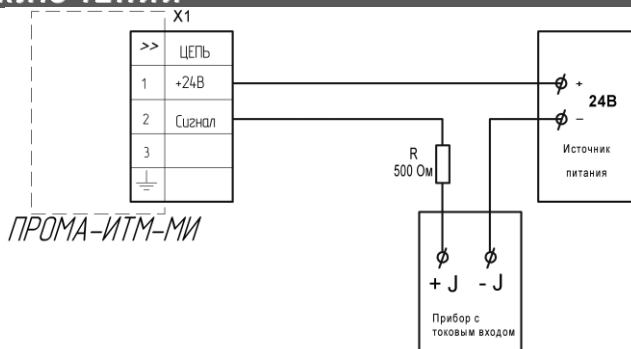 X1
>> ЦЕПЬ
1 +24В
2 Сигнал
3
ПРОМА-ИТМ-МИ
R
500 Ом
+
24В
–
Источник
питания
+ J - J
Прибор с
токовым входом